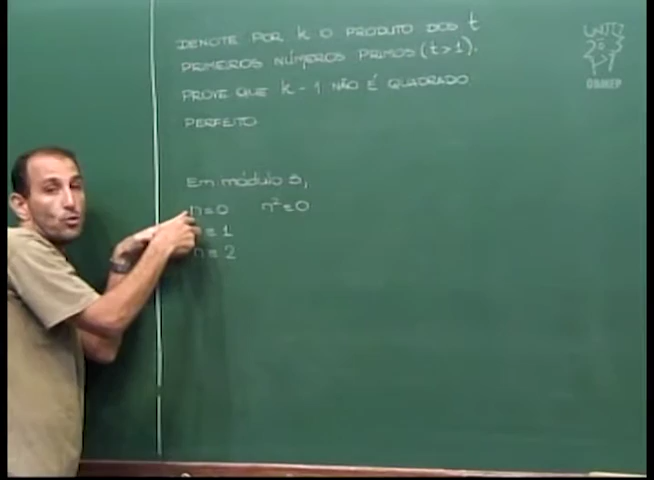 DENOTE POR k O PRODUTO DOS t
PRIMEIROS NÚMEROS PRIMOS (t>1).
PROVE QUE k-1 NÃO É QUADRADO
PERFEITO
Em módulo 3,
n≡0 n²≡0
≡ 1
n≡ 2
OBMEP